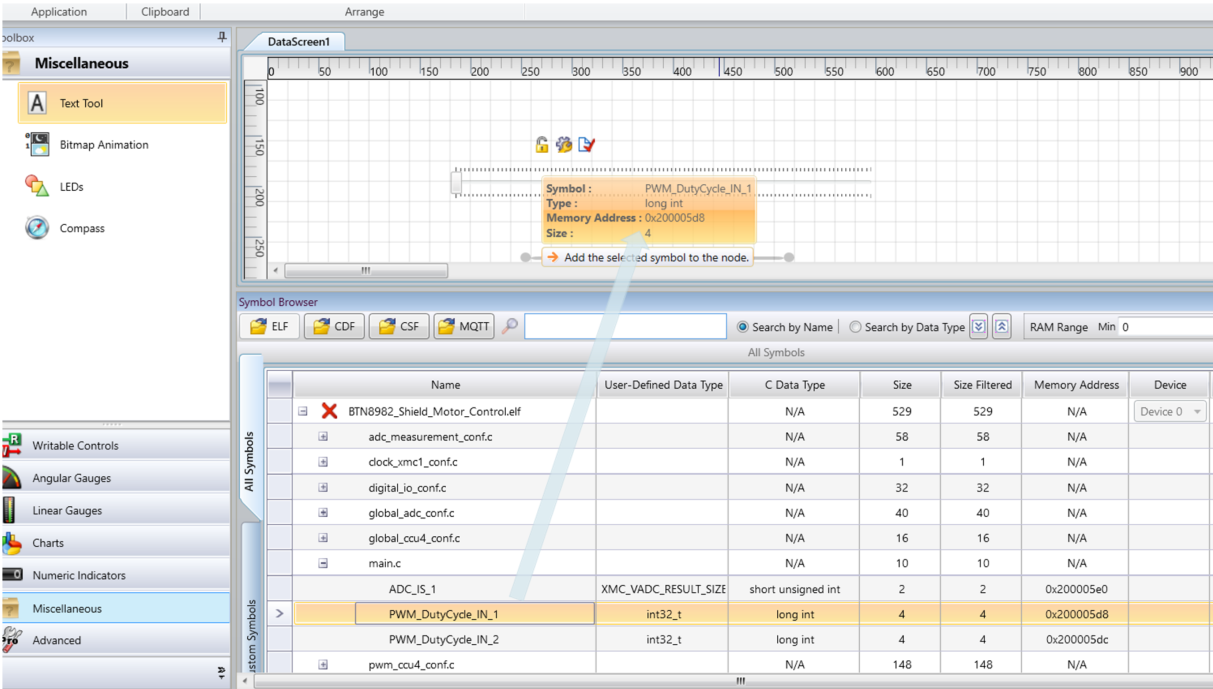 Application Clipboard Arrange
oolbox
Miscellaneous
Text Tool
Bitmap Animation
LEDs
Compass
Writable Controls
Angular Gauges
Linear Gauges
Charts
Numeric Indicators
Miscellaneous
Advanced
DataScreen1
0 50 100 150 200 250 300 350 400 450 500 550 600 650 700 750 800 850 900
100
150
200
250
Symbol : PWM_DutyCycle_IN_1
Type : long int
Memory Address : 0x200005d8
Size : 4
Add the selected symbol to the node.
Symbol Browser
ELF CDF CSF MQTT Search by Name Search by Data Type RAM Range Min 0
All Symbols
All Symbols
ustom Symbols
Name User-Defined Data Type C Data Type Size Size Filtered Memory Address Device
BTN8982_Shield_Motor_Control.elf N/A 529 529 N/A Device 0
adc_measurement_conf.c N/A 58 58 N/A
clock_xmc1_conf.c N/A 1 1 N/A
digital_io_conf.c N/A 32 32 N/A
global_adc_conf.c N/A 40 40 N/A
global_ccu4_conf.c N/A 16 16 N/A
main.c N/A 10 10 N/A
ADC_IS_1 XMC_VADC_RESULT_SIZE short unsigned int 2 2 0x200005e0
PWM_DutyCycle_IN_1 int32_t long int 4 4 0x200005d8
PWM_DutyCycle_IN_2 int32_t long int 4 4 0x200005dc
pwm_ccu4_conf.c N/A 148 148 N/A